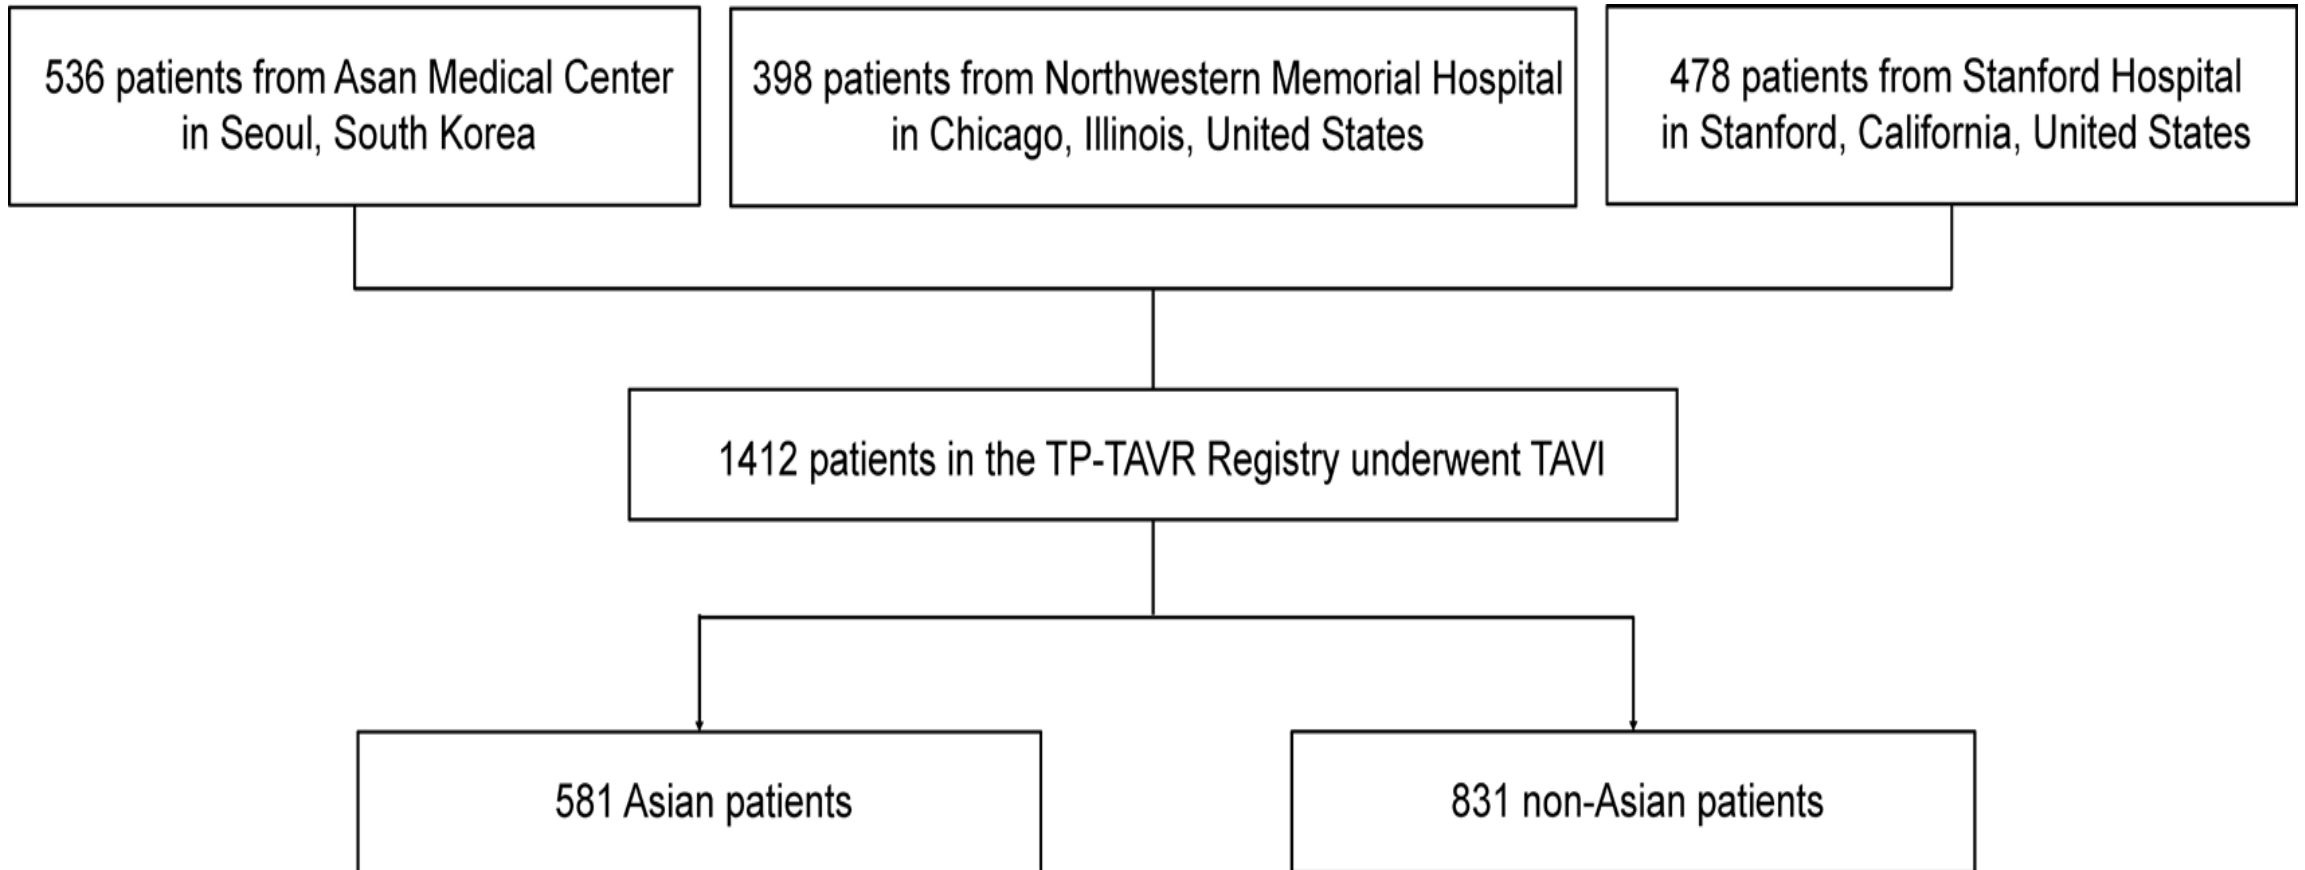 536 patients from Asan Medical Center
in Seoul, South Korea
398 patients from Northwestern Memorial Hospital
in Chicago, Illinois, United States
478 patients from Stanford Hospital
in Stanford, California, United States
1412 patients in the TP-TAVR Registry underwent TAVI
581 Asian patients
831 non-Asian patients